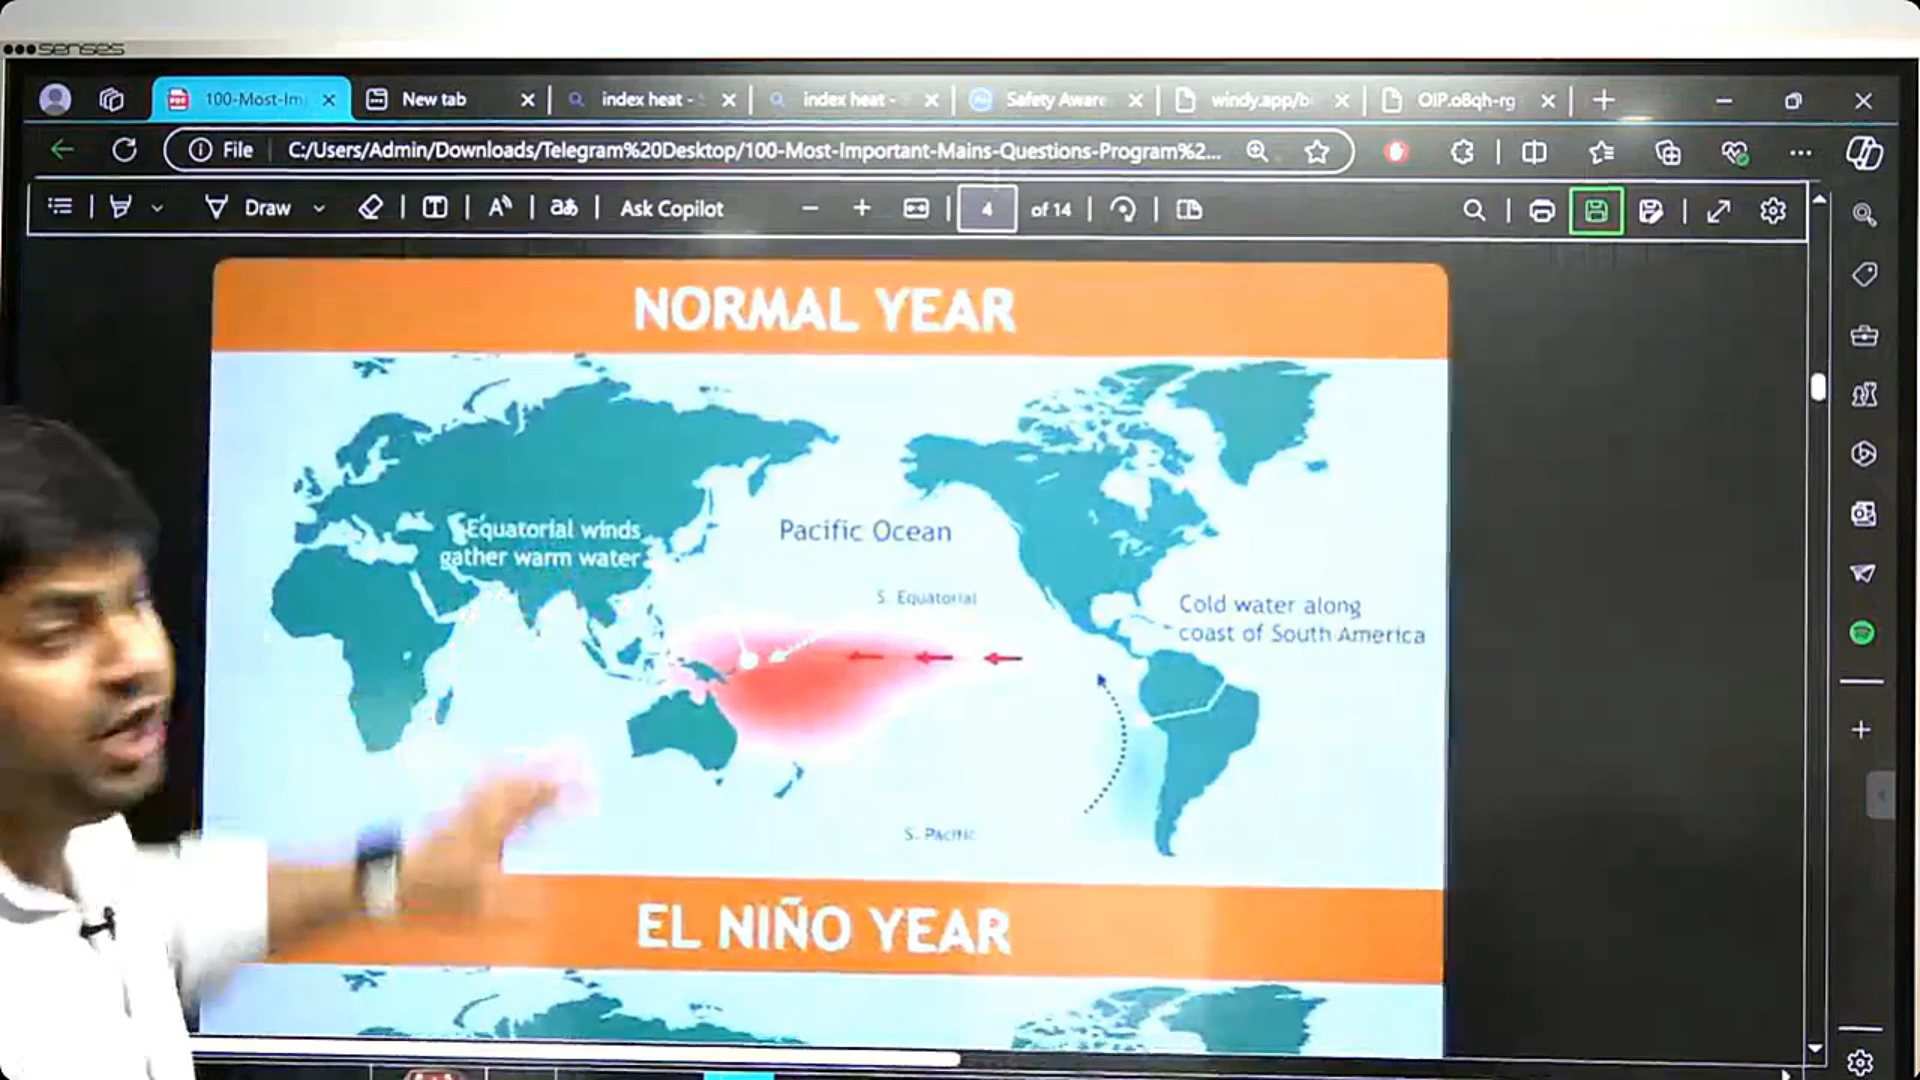 senses
100-Most-Im
New tab
index heat -
index heat -
Safety Aware
windy.app/b
OIP.o8qh-rg
File
C:/Users/Admin/Downloads/Telegram%20Desktop/100-Most-Important-Mains-Questions-Program%2...
Draw
Ask Copilot
4
of 14
NORMAL YEAR
Equatorial winds
gather warm water
Pacific Ocean
S. Equatorial
Cold water along
coast of South America
S. Pacific
EL NIÑO YEAR